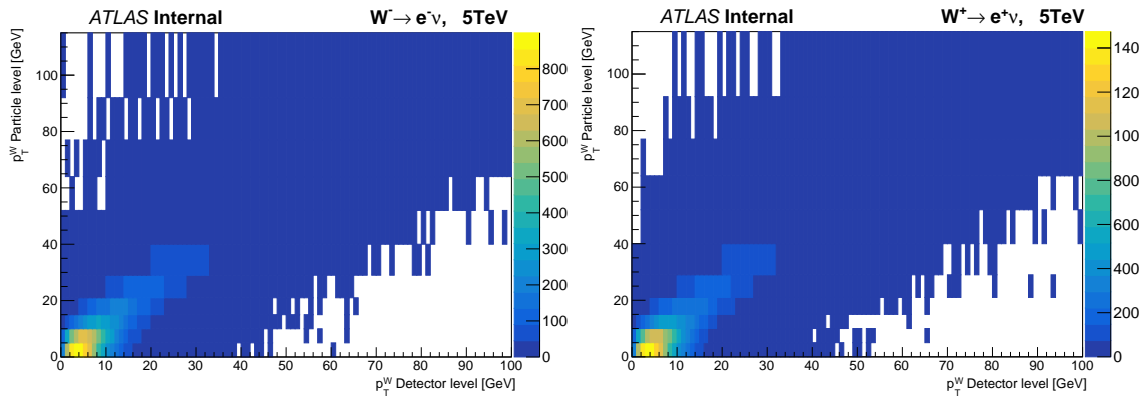 ATLAS Internal
W⁻→ e⁻ν, 5TeV
p_T^W Particle level [GeV]
100
80
60
40
20
0
0 10 20 30 40 50 60 70 80 90 100
p_T^W Detector level [GeV]
800
700
600
500
400
300
200
100
0
ATLAS Internal
W⁺→ e⁺ν, 5TeV
p_T^W Particle level [GeV]
100
80
60
40
20
0
0 10 20 30 40 50 60 70 80 90 100
p_T^W Detector level [GeV]
140
120
100
800
600
400
200
0